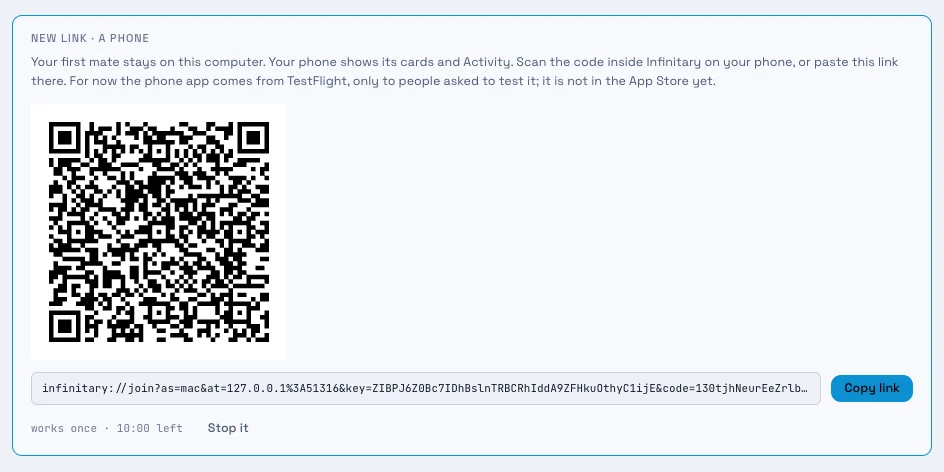 NEW LINK · A PHONE
Your first mate stays on this computer. Your phone shows its cards and Activity. Scan the code inside Infinitary on your phone, or paste this link
there. For now the phone app comes from TestFlight, only to people asked to test it; it is not in the App Store yet.
infinitary://join?as=mac&at=127.0.0.1%3A51316&key=ZIBPJ6Z0Bc7IDhBslnTRBCRhIddA9ZFHkuOthyC1ijE&code=130tjhNeurEeZrlb…
Copy link
works once · 10:00 left
Stop it